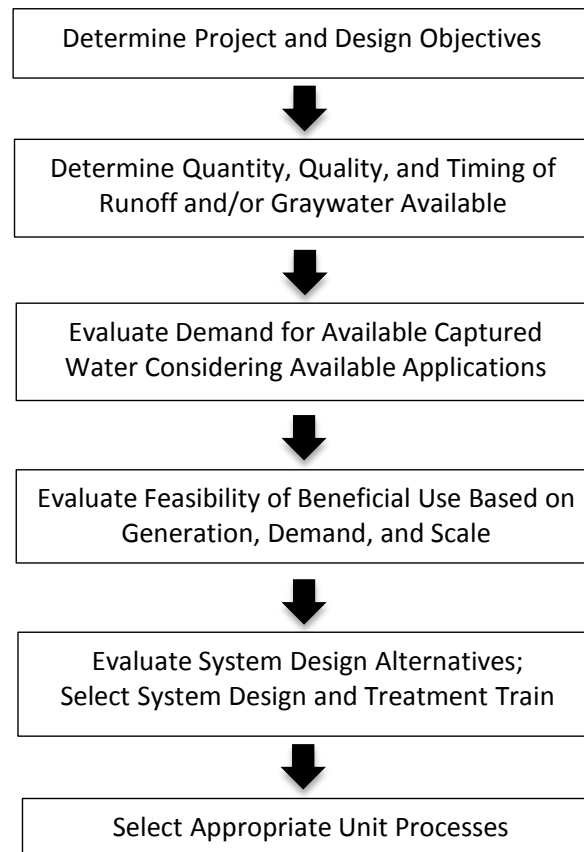 Determine Project and Design Objectives
Determine Quantity, Quality, and Timing of
Runoff and/or Graywater Available
Evaluate Demand for Available Captured
Water Considering Available Applications
Evaluate Feasibility of Beneficial Use Based on
Generation, Demand, and Scale
Evaluate System Design Alternatives;
Select System Design and Treatment Train
Select Appropriate Unit Processes